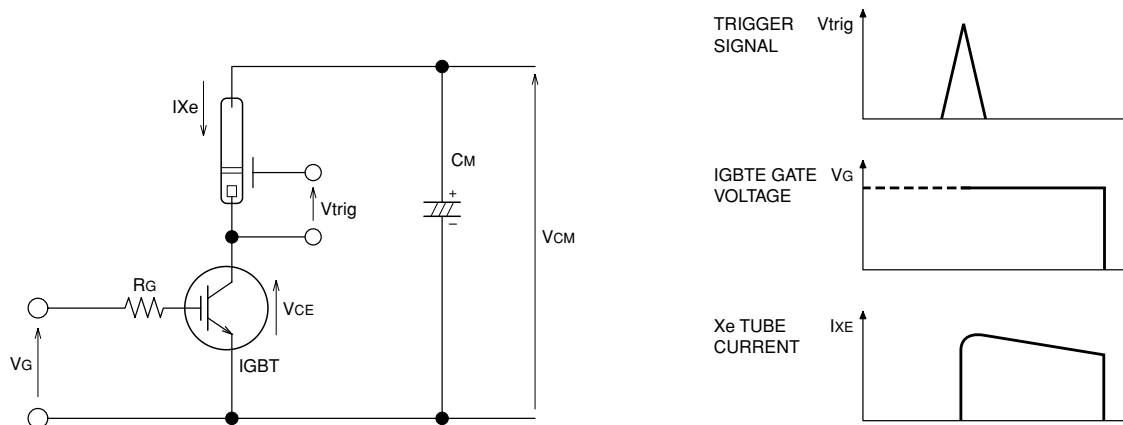 IXe
CM
+
–
Vtrig
VCM
RG
VCE
VG
IGBT
TRIGGER
SIGNAL
Vtrig
IGBTE GATE
VOLTAGE
VG
Xe TUBE
CURRENT
IXE